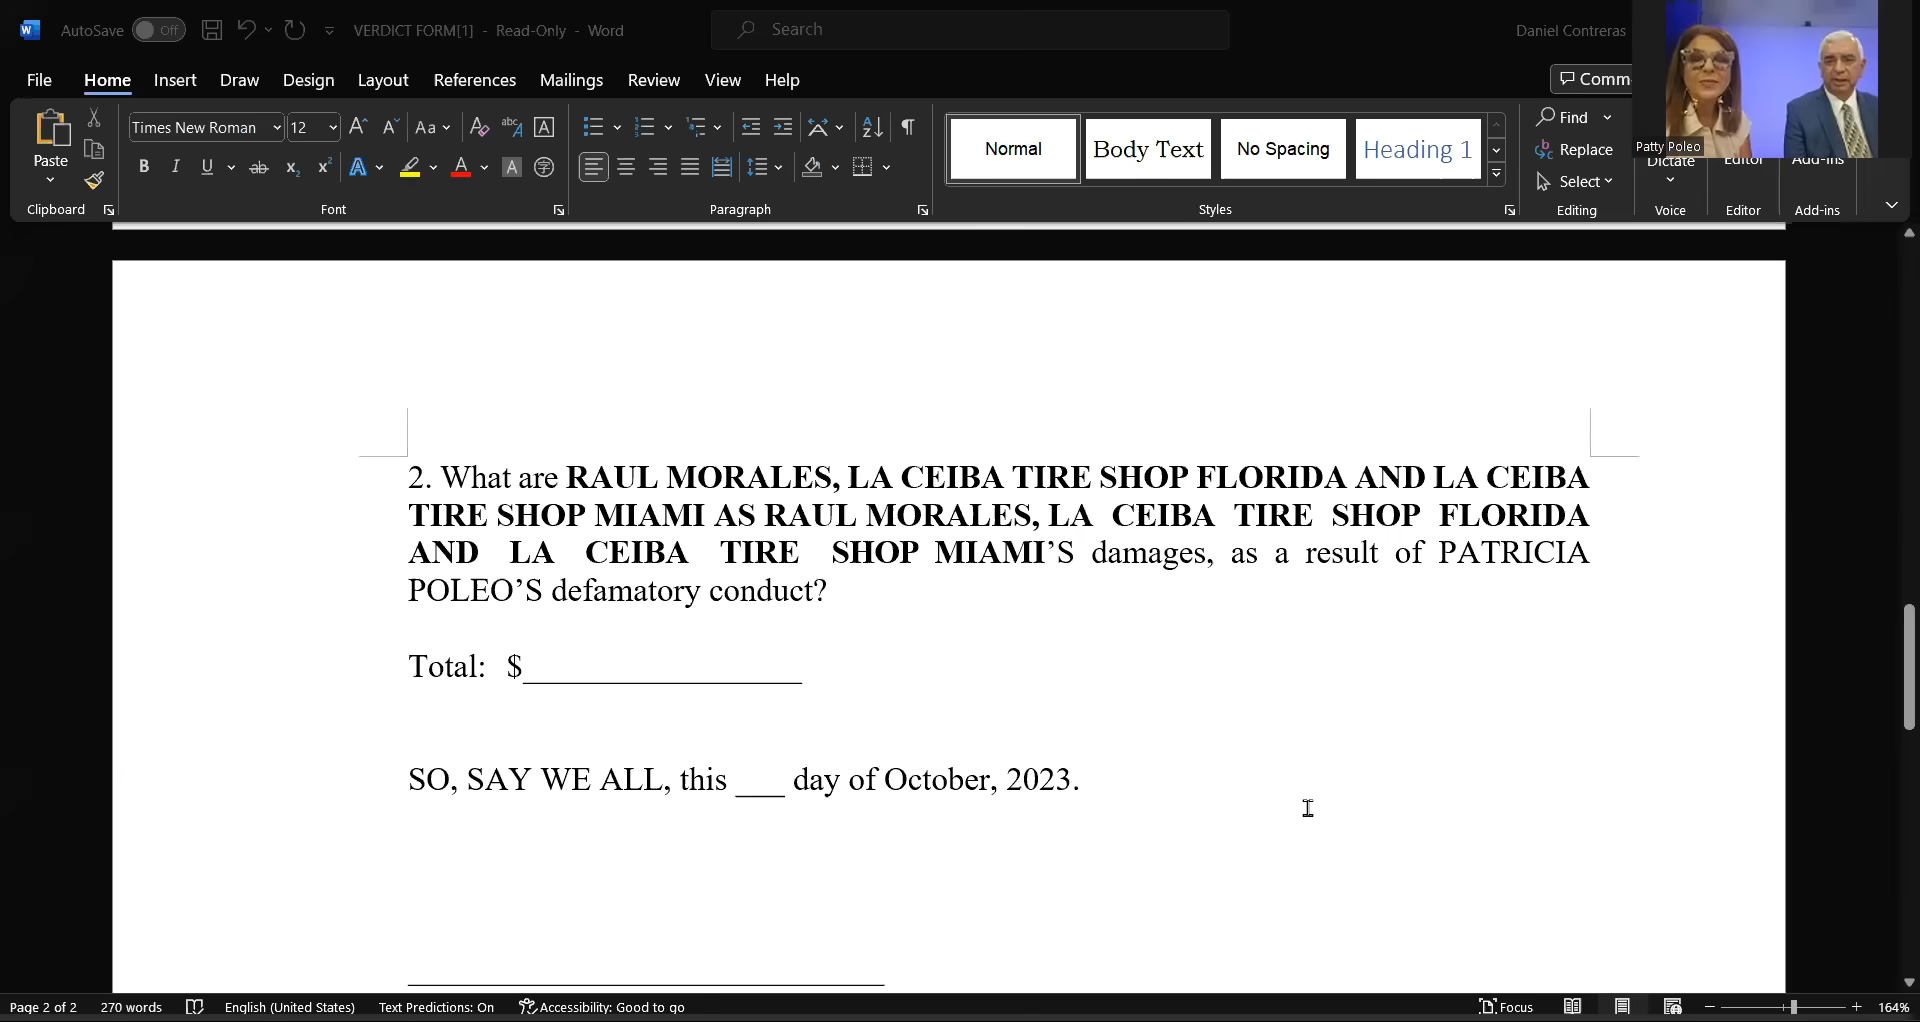 AutoSave Off VERDICT FORM[1] - Read-Only - Word Search Daniel Contreras
File Home Insert Draw Design Layout References Mailings Review View Help Comm
Times New Roman 12 Aa Normal Body Text No Spacing Heading 1 Find
Paste Replace Patty Poleo Dictate Editor Add-ins
Select
Clipboard Font Paragraph Styles Editing Voice Editor Add-ins
2. What are RAUL MORALES, LA CEIBA TIRE SHOP FLORIDA AND LA CEIBA
TIRE SHOP MIAMI AS RAUL MORALES, LA CEIBA TIRE SHOP FLORIDA
AND LA CEIBA TIRE SHOP MIAMI’S damages, as a result of PATRICIA
POLEO’S defamatory conduct?
Total: $_________________
SO, SAY WE ALL, this ___ day of October, 2023.
Page 2 of 2 270 words English (United States) Text Predictions: On Accessibility: Good to go Focus 164%